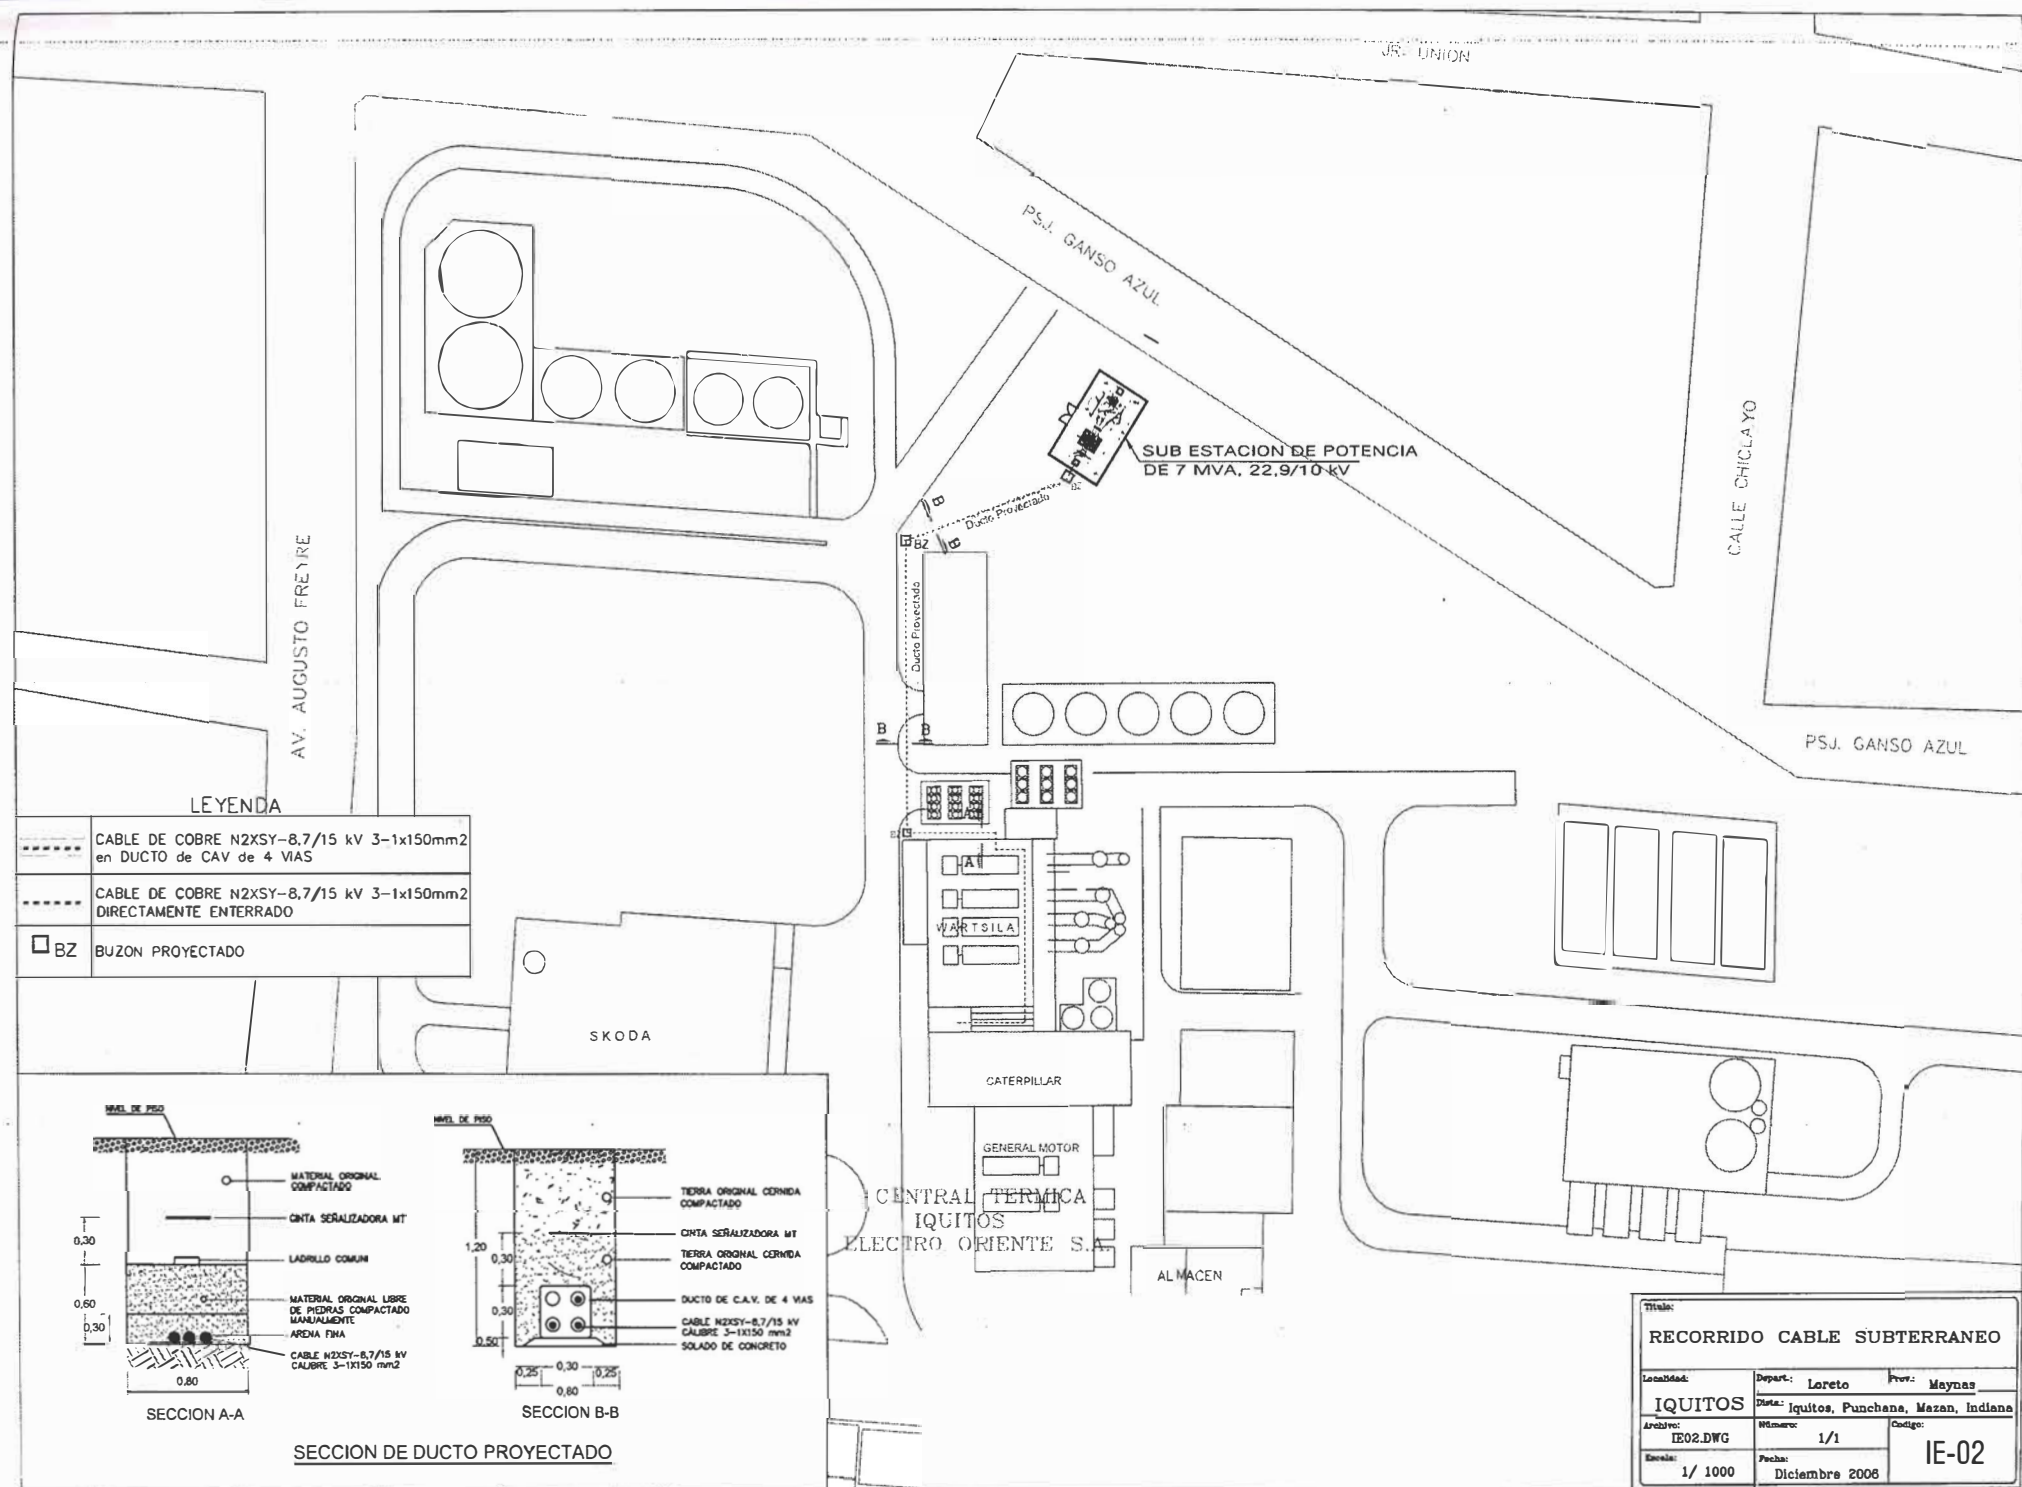 JR. UNION
PSJ. GANSO AZUL
CALLE CHICLAYO
AV. AUGUSTO FREYRE
SUB ESTACION DE POTENCIA
DE 7 MVA, 22,9/10 kV
BZ
B
Ducto Proyectado
B
BZ
Ducto Proyectado
PSJ. GANSO AZUL
B B
A
A
WARTSILA
SKODA
CATERPILLAR
GENERAL MOTOR
CENTRAL TERMICA
IQUITOS
ELECTRO ORIENTE S.A.
ALMACEN
LEYENDA
CABLE DE COBRE N2XSY-8,7/15 kV 3-1x150mm2
en DUCTO de CAV de 4 VIAS
CABLE DE COBRE N2XSY-8,7/15 kV 3-1x150mm2
DIRECTAMENTE ENTERRADO
BZ BUZON PROYECTADO
NIVEL DE PISO
MATERIAL ORIGINAL
COMPACTADO
CINTA SEÑALIZADORA MT
0,30
LADRILLO COMUN
0,60
MATERIAL ORIGINAL LIBRE
DE PIEDRAS COMPACTADO
MANUALMENTE
0,30
ARENA FINA
CABLE N2XSY-8,7/15 kV
CALIBRE 3-1X150 mm2
0.80
SECCION A-A
NIVEL DE PISO
TIERRA ORIGINAL CERNIDA
COMPACTADO
CINTA SEÑALIZADORA MT
1,20
0,30
TIERRA ORIGINAL CERNIDA
COMPACTADO
DUCTO DE C.A.V. DE 4 VIAS
0,30
CABLE N2XSY-8,7/15 kV
CALIBRE 3-1X150 mm2
0.50
SOLADO DE CONCRETO
0,25 0,30 0,25
0,80
SECCION B-B
SECCION DE DUCTO PROYECTADO
Titulo:
RECORRIDO CABLE SUBTERRANEO
Localidad:
IQUITOS
Depart.: Loreto
Prov.: Maynas
Dists.: Iquitos, Punchana, Mazan, Indiana
Archivo:
IE02.DWG
Número:
1/1
Codigo:
IE-02
Escala:
1/ 1000
Fecha:
Diciembre 2006